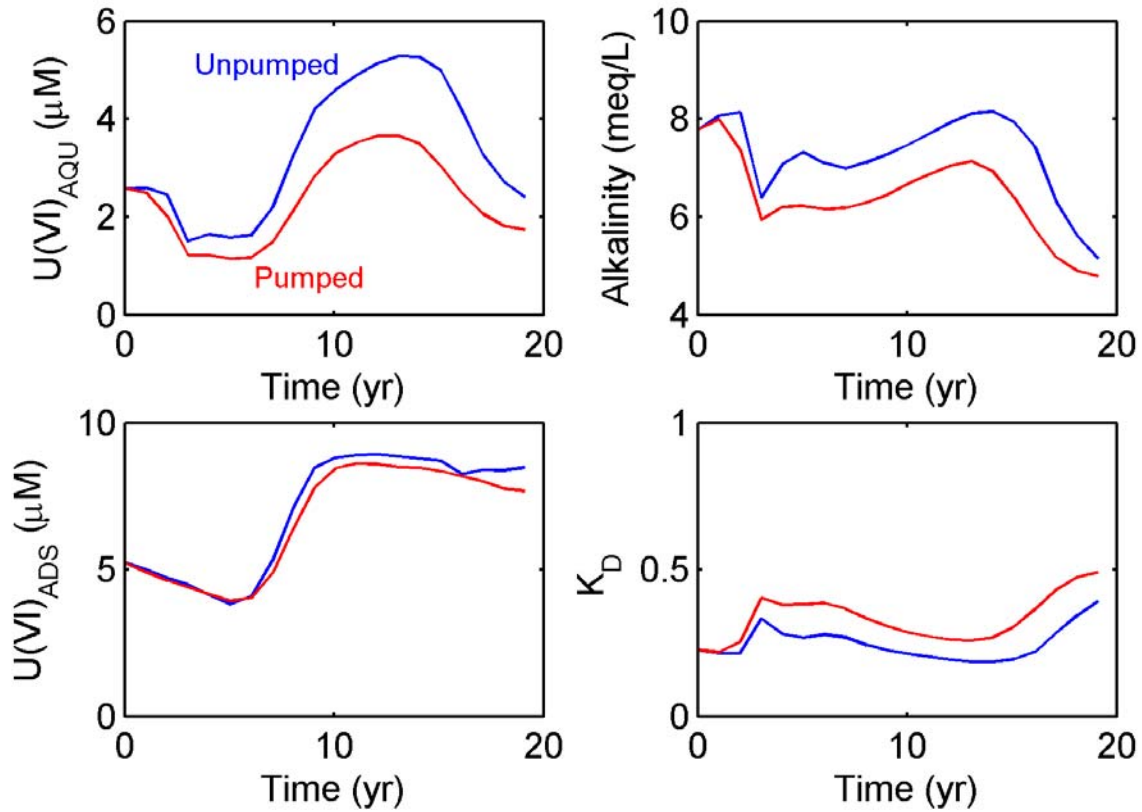 6
4
2
0
U(VI)AQU (μM)
Unpumped
Pumped
0 10 20
Time (yr)
10
8
6
4
Alkalinity (meq/L)
0 10 20
Time (yr)
10
5
0
U(VI)ADS (μM)
0 10 20
Time (yr)
1
0.5
0
KD
0 10 20
Time (yr)